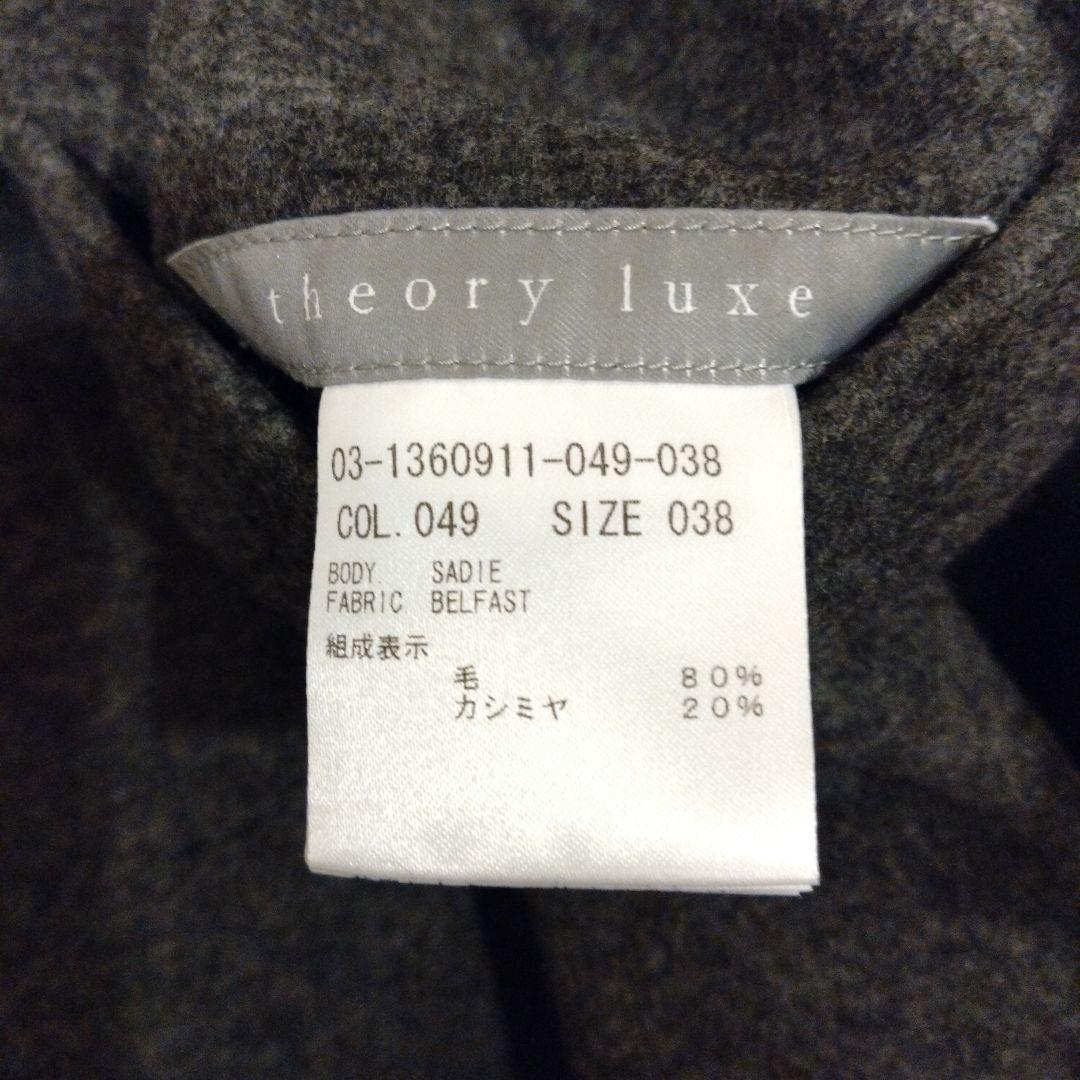 theory luxe
03-1360911-049-038
COL. 049 SIZE 038
BODY. SADIE
FABRIC. BELFAST
組成表示
毛 80%
カシミヤ 20%